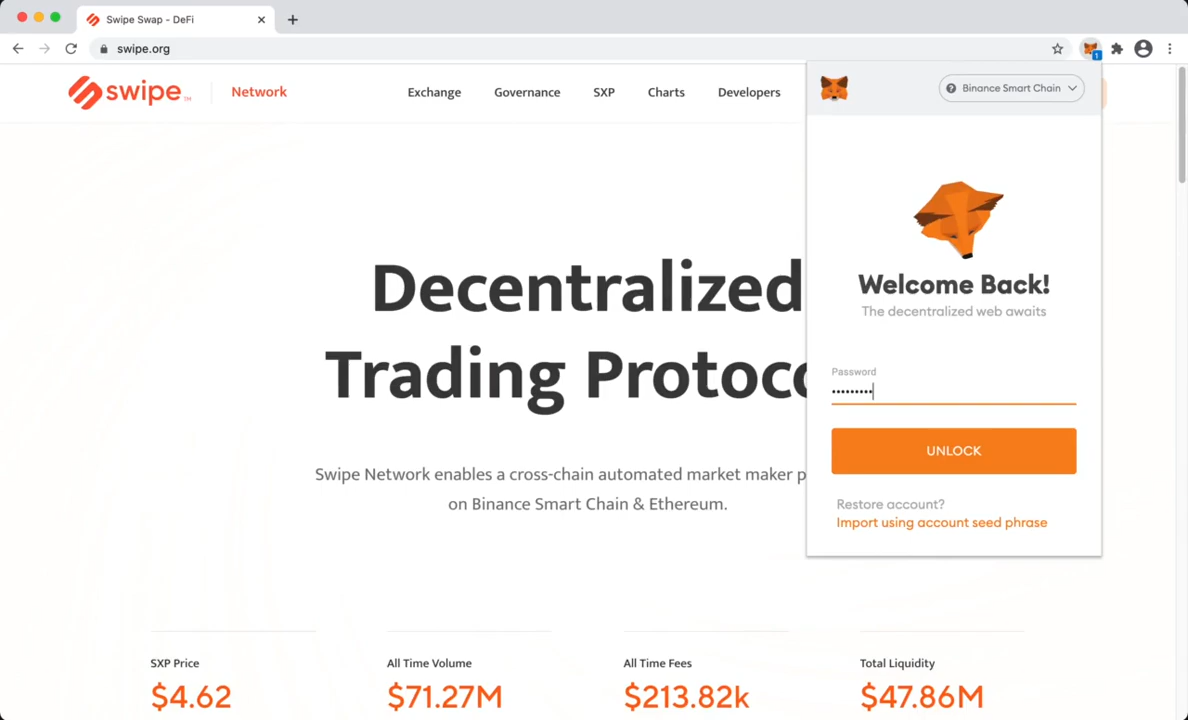 Swipe Swap - DeFi
swipe.org
1
swipe™
Network
Exchange
Governance
SXP
Charts
Developers
Binance Smart Chain
Decentralized
Trading Protoco
Swipe Network enables a cross-chain automated market maker p
on Binance Smart Chain & Ethereum.
Welcome Back!
The decentralized web awaits
Password
UNLOCK
Restore account?
Import using account seed phrase
SXP Price
$4.62
All Time Volume
$71.27M
All Time Fees
$213.82k
Total Liquidity
$47.86M